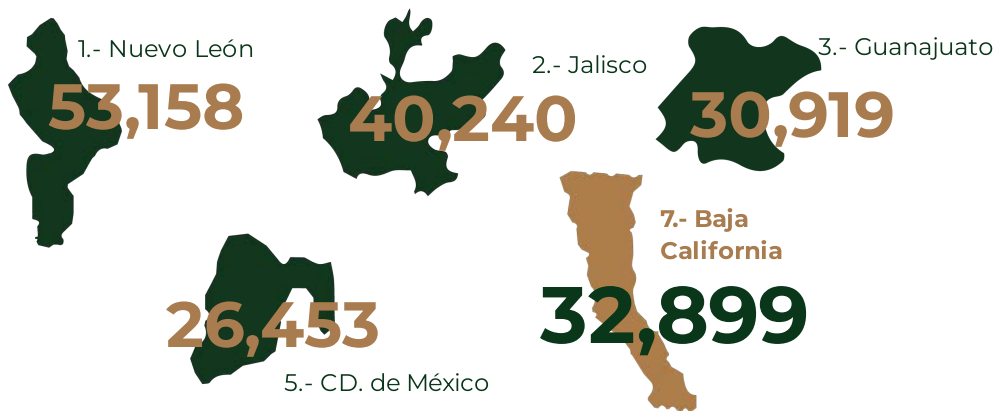 1.- Nuevo León
53,158
2.- Jalisco
40,240
3.- Guanajuato
30,919
26,453
5.- CD. de México
7.- Baja
California
32,899